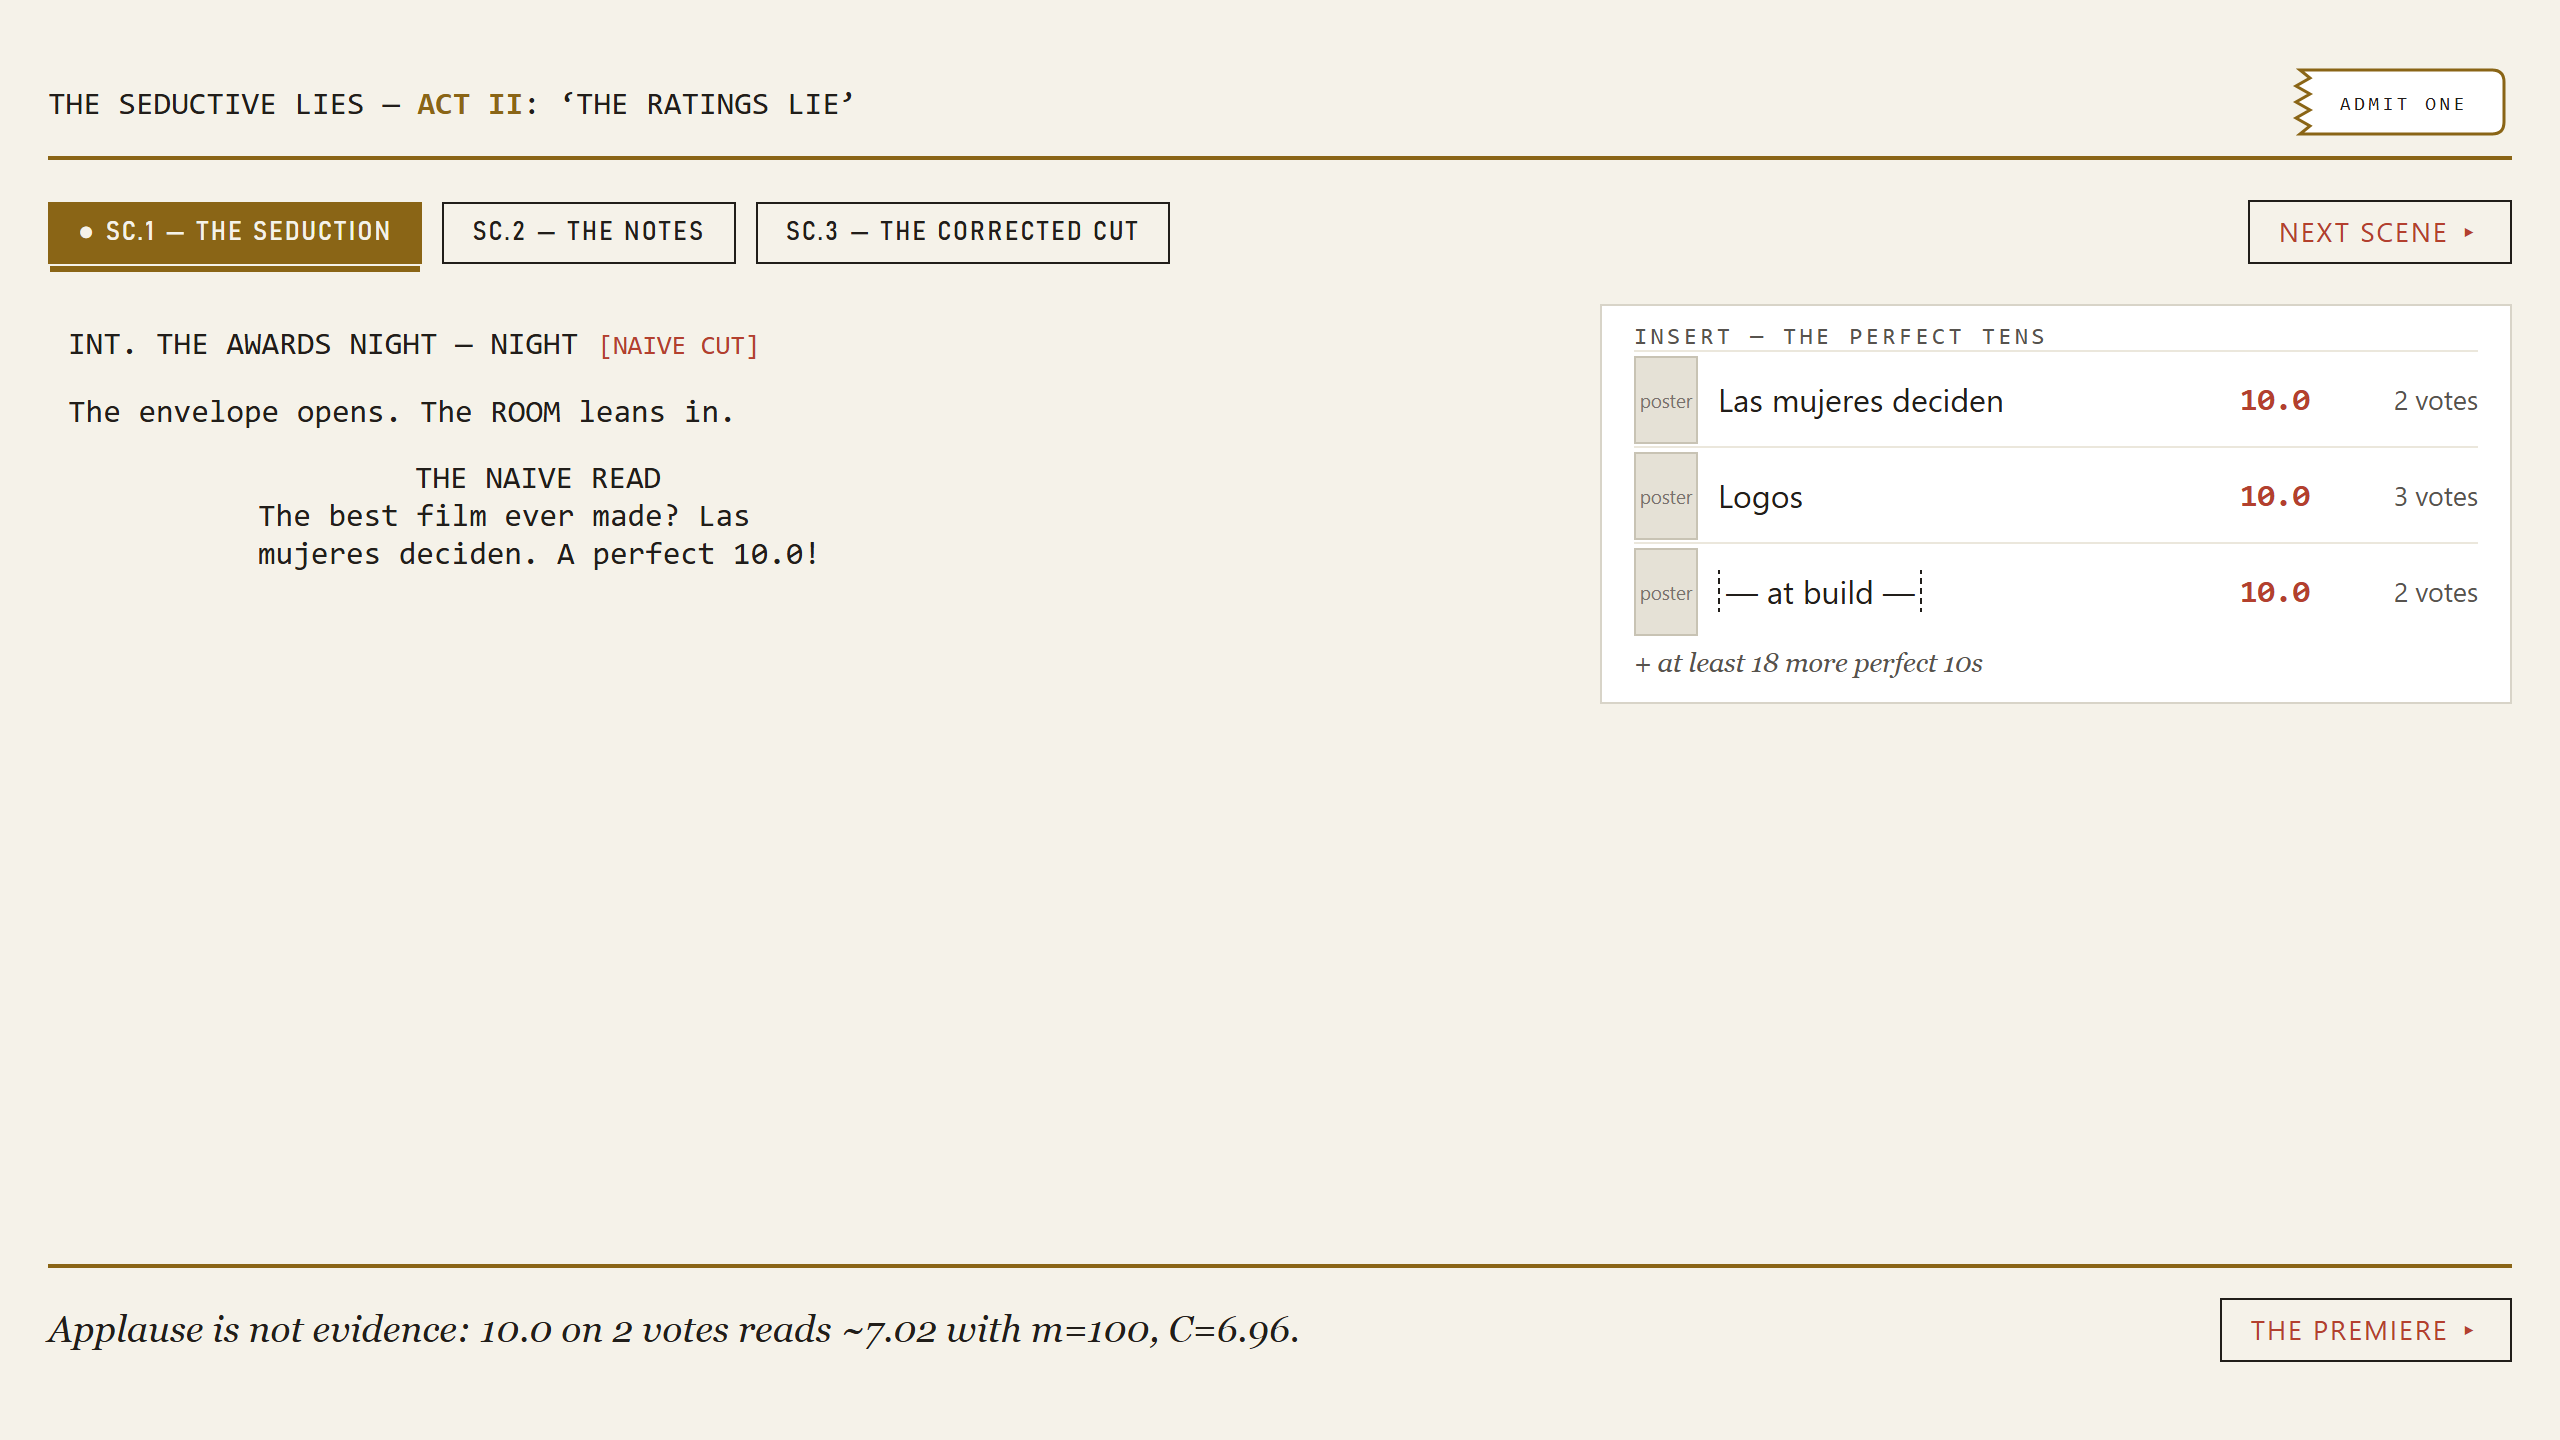 THE SEDUCTIVE LIES — ACT II: ‘THE RATINGS LIE’
ADMIT ONE
● SC.1 — THE SEDUCTION
SC.2 — THE NOTES
SC.3 — THE CORRECTED CUT
NEXT SCENE ▸
INT. THE AWARDS NIGHT — NIGHT [NAIVE CUT]
The envelope opens. The ROOM leans in.
THE NAIVE READ
The best film ever made? Las
mujeres deciden. A perfect 10.0!
INSERT — THE PERFECT TENS
poster Las mujeres deciden 10.0 2 votes
poster Logos 10.0 3 votes
poster — at build — 10.0 2 votes
+ at least 18 more perfect 10s
Applause is not evidence: 10.0 on 2 votes reads ~7.02 with m=100, C=6.96.
THE PREMIERE ▸